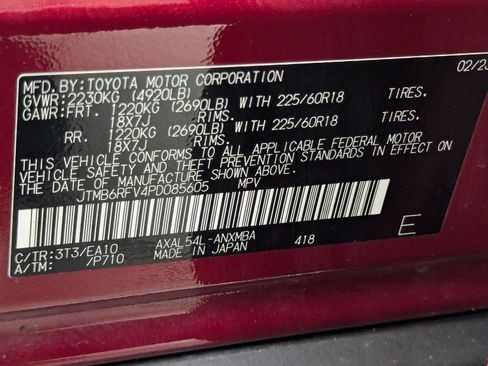 MFD. BY: TOYOTA MOTOR CORPORATION 02/23
GVWR: 2230KG (4920LB)
GAWR: FRT. 1220KG (2690LB) WITH 225/60R18 TIRES.
18X7J RIMS.
RR. 1220KG (2690LB) WITH 225/60R18 TIRES.
18X7J RIMS.
THIS VEHICLE CONFORMS TO ALL APPLICABLE FEDERAL MOTOR
VEHICLE SAFETY AND THEFT PREVENTION STANDARDS IN EFFECT
ON THE DATE OF MANUFACTURE SHOWN ABOVE.
JTMB6RFV4PD085605 MPV
E
C/TR: 3T3/EA10 AXAL54L-ANXMBA 418
A/TM: /P710 MADE IN JAPAN